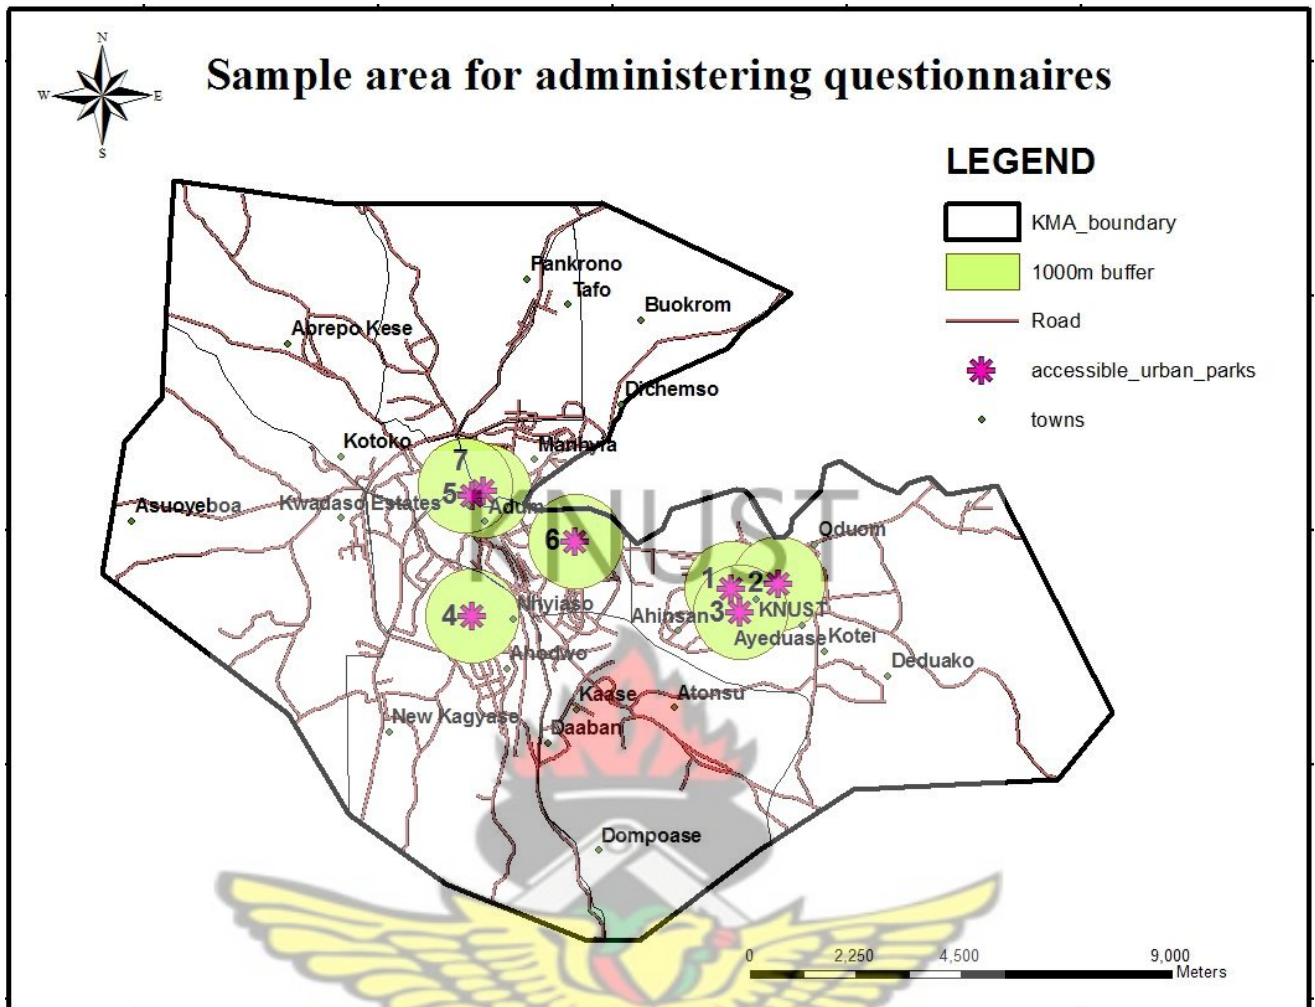 N
W E
S
Sample area for administering questionnaires
LEGEND
KMA_boundary
1000m buffer
Road
accessible_urban_parks
towns
Pankrono
Tafo
Buokrom
Abrepo Kese
Dichemso
Kotoko
Manhyia
7
5
Asuoyeboa
Kwadaso Estates
Adum
KNUST
Oduom
6
1
2
3
KNUST
4
Nhyiaso
Ahinsan
Ayeduase
Kotei
Ahodwo
Deduako
Kaase
Atonsu
New Kagyase
Daaban
Dompoase
0 2,250 4,500 9,000
Meters